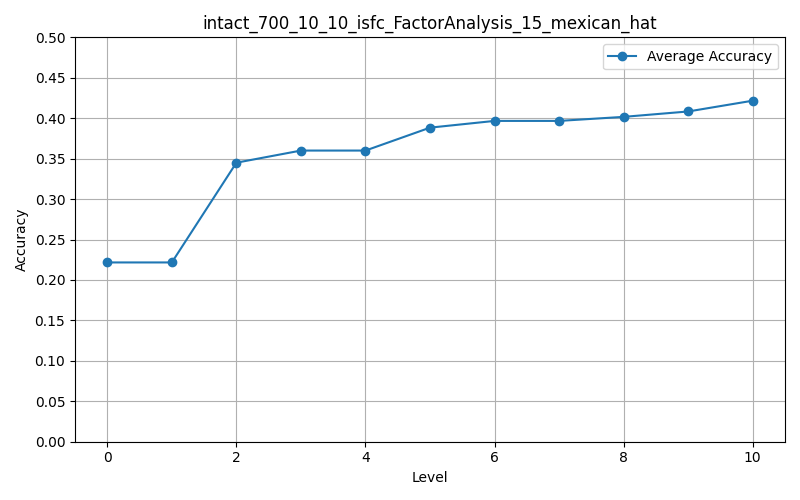 intact_700_10_10_isfc_FactorAnalysis_15_mexican_hat
Average Accuracy
0.50
0.45
0.40
0.35
0.30
0.25
0.20
0.15
0.10
0.05
0.00
Accuracy
0 2 4 6 8 10
Level